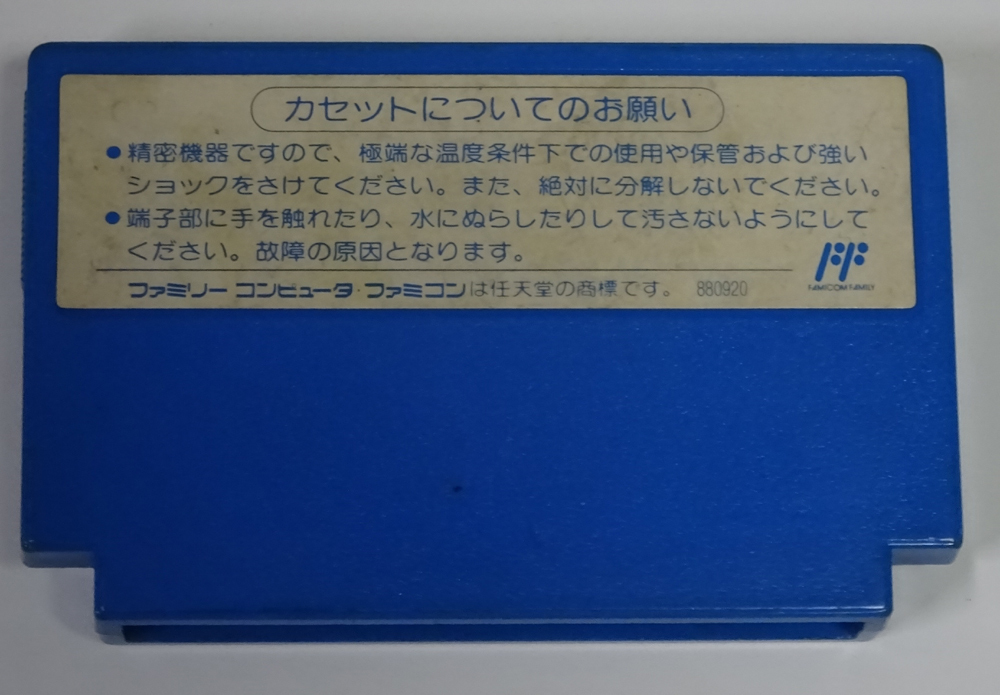 カセットについてのお願い
●精密機器ですので、極端な温度条件下での使用や保管および強い
ショックをさけてください。また、絶対に分解しないでください。
●端子部に手を触れたり、水にぬらしたりして汚さないようにして
ください。故障の原因となります。
FF
FAMICOM FAMILY
ファミリーコンピュータ・ファミコンは任天堂の商標です。 880920